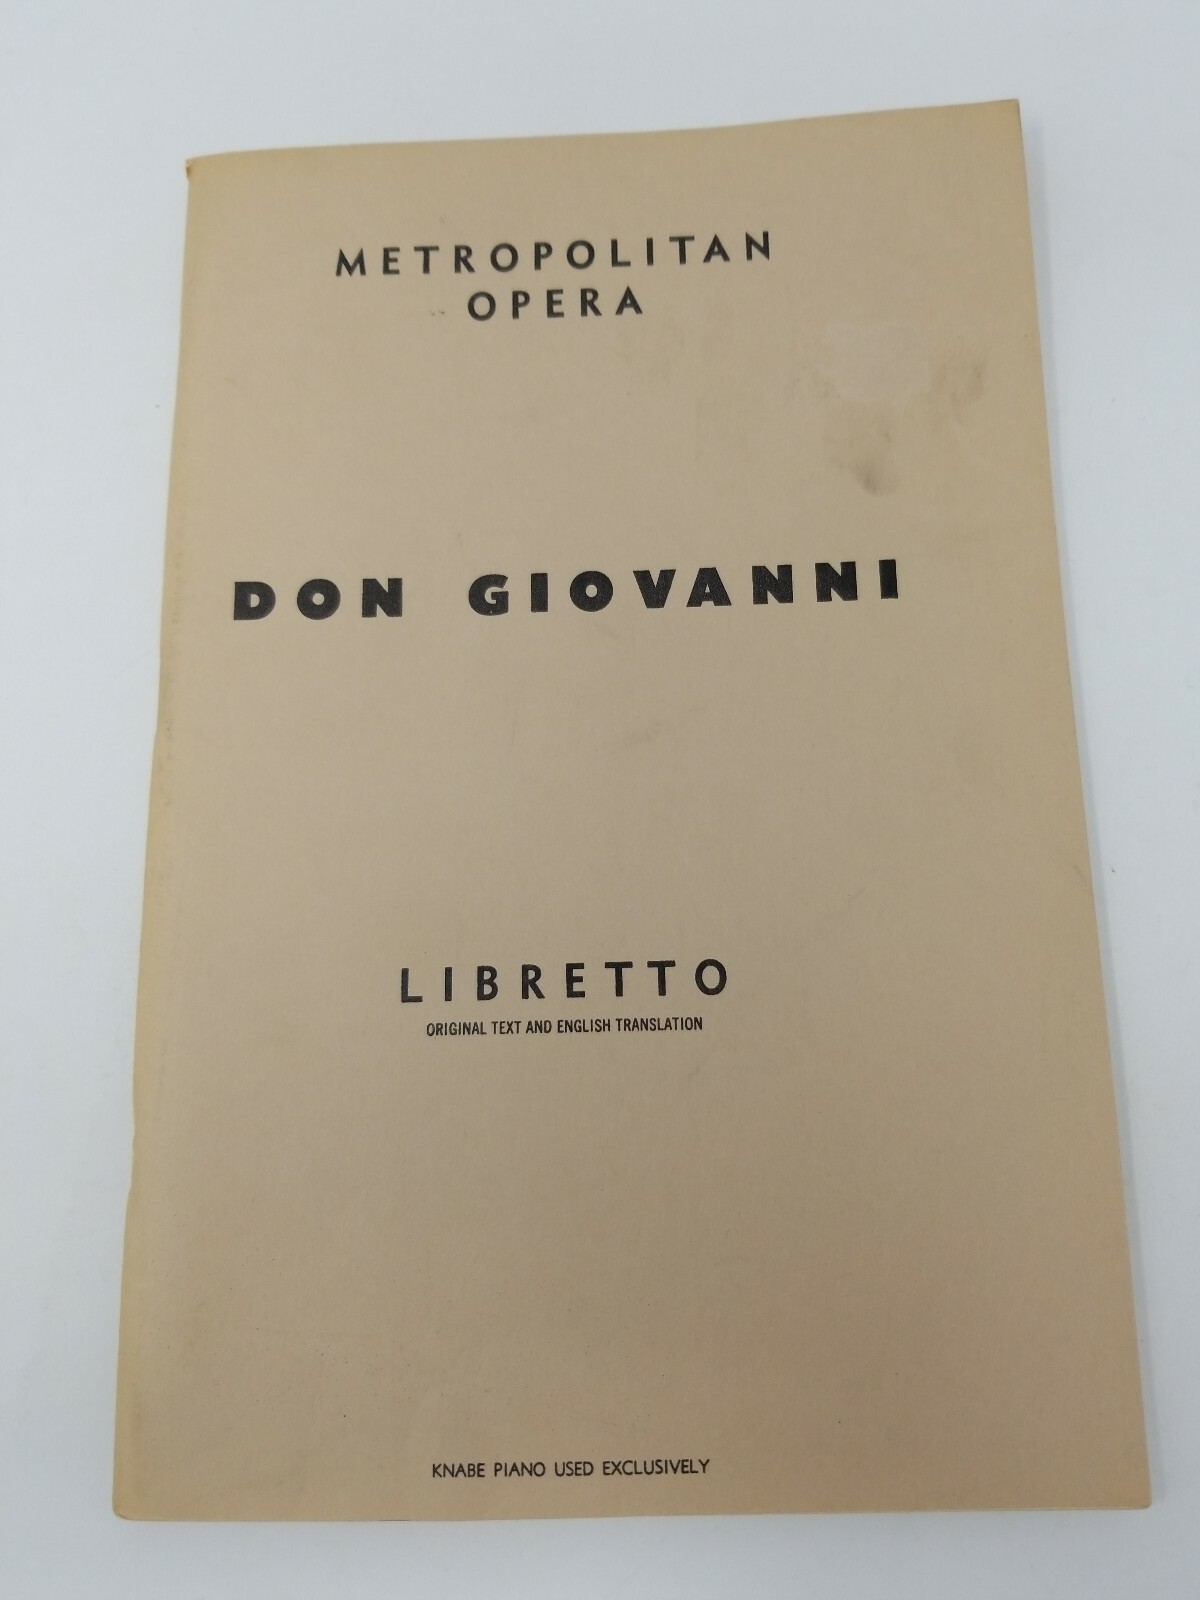 METROPOLITAN
OPERA
DON GIOVANNI
LIBRETTO
ORIGINAL TEXT AND ENGLISH TRANSLATION
KNABE PIANO USED EXCLUSIVELY